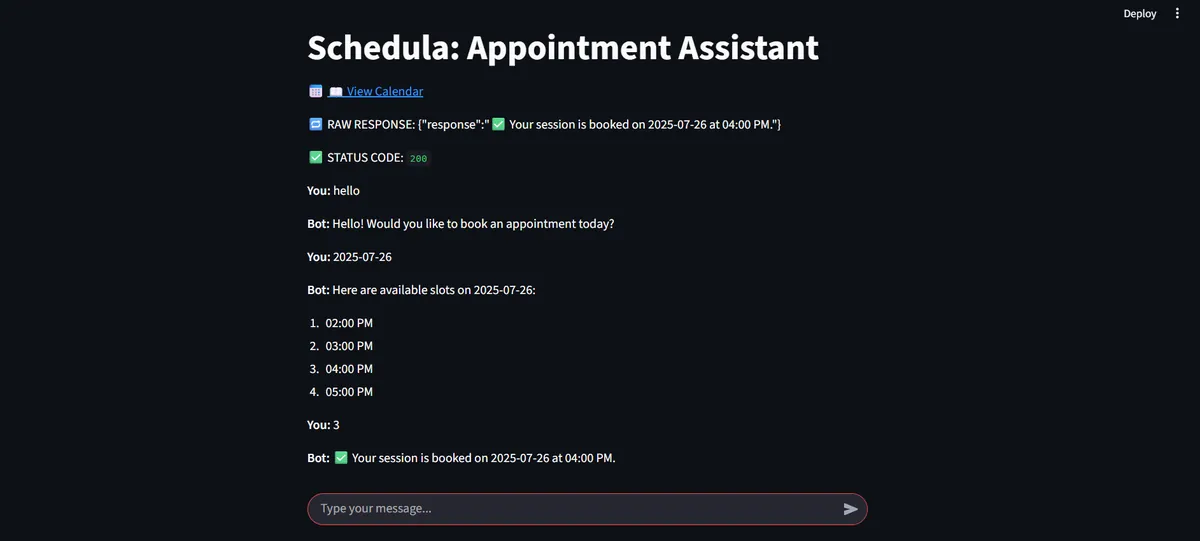 Deploy
Schedula: Appointment Assistant
📅 📖 View Calendar
🔁 RAW RESPONSE: {"response":"✅ Your session is booked on 2025-07-26 at 04:00 PM."}
✅ STATUS CODE: 200
You: hello
Bot: Hello! Would you like to book an appointment today?
You: 2025-07-26
Bot: Here are available slots on 2025-07-26:
1. 02:00 PM
2. 03:00 PM
3. 04:00 PM
4. 05:00 PM
You: 3
Bot: ✅ Your session is booked on 2025-07-26 at 04:00 PM.
Type your message...